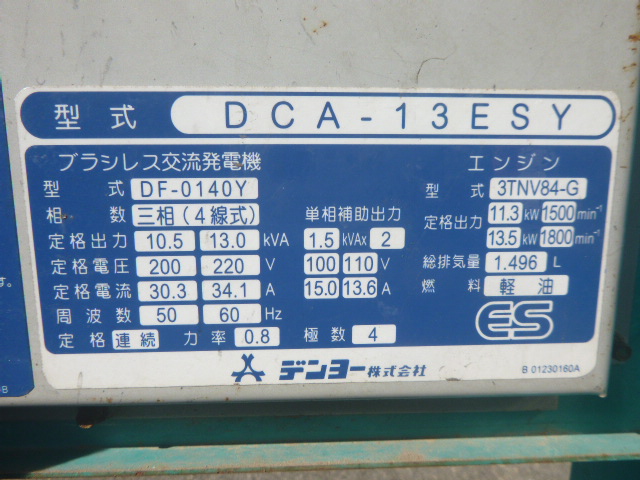 型式 DCA-13ESY
ブラシレス交流発電機
型式 DF-0140Y
相数 三相(4線式) 単相補助出力
定格出力 10.5 13.0 kVA 1.5 kVAx 2
定格電圧 200 220 V 100 110 V
定格電流 30.3 34.1 A 15.0 13.6 A
周波数 50 60 Hz
定格 連続 力率 0.8 極数 4
エンジン
型式 3TNV84-G
定格出力 11.3 kW 1500 min⁻¹
13.5 kW 1800 min⁻¹
総排気量 1.496 L
燃料 軽油
ES
デンヨー株式会社
B 01230160A
す。